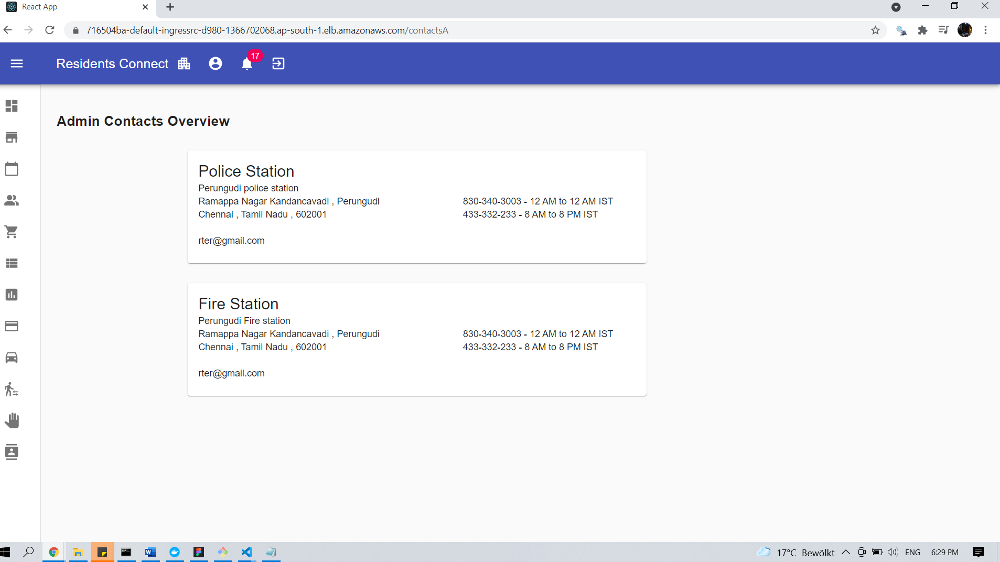 React App
716504ba-default-ingressrc-d980-1366702068.ap-south-1.elb.amazonaws.com/contactsA
Residents Connect
17
Admin Contacts Overview
Police Station
Perungudi police station
Ramappa Nagar Kandancavadi , Perungudi 830-340-3003 - 12 AM to 12 AM IST
Chennai , Tamil Nadu , 602001 433-332-233 - 8 AM to 8 PM IST
rter@gmail.com
Fire Station
Perungudi Fire station
Ramappa Nagar Kandancavadi , Perungudi 830-340-3003 - 12 AM to 12 AM IST
Chennai , Tamil Nadu , 602001 433-332-233 - 8 AM to 8 PM IST
rter@gmail.com
17°C Bewölkt ENG 6:29 PM